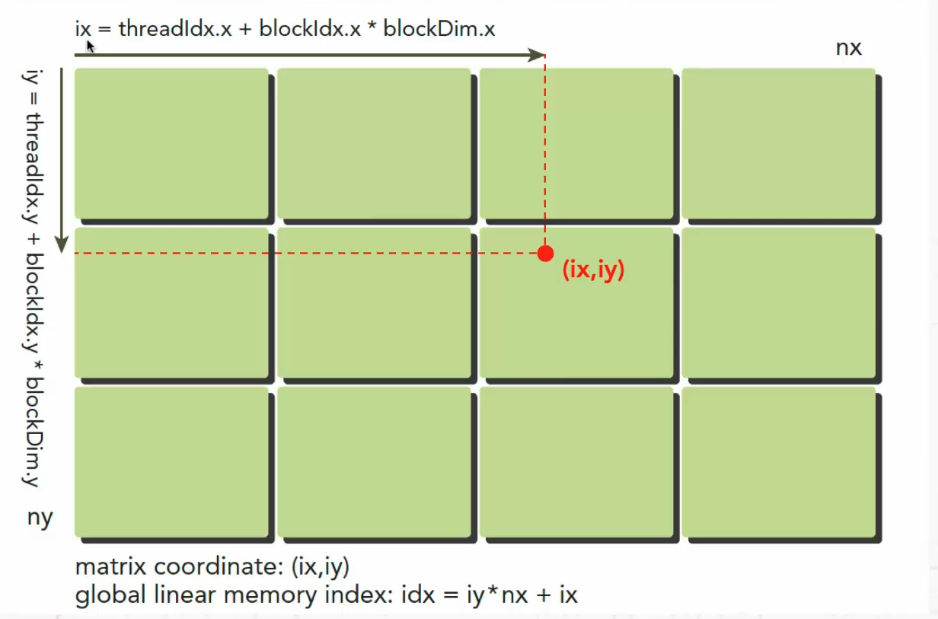 ix = threadIdx.x + blockIdx.x * blockDim.x
nx
iy = threadIdx.y + blockIdx.y * blockDim.y
(ix,iy)
ny
matrix coordinate: (ix,iy)
global linear memory index: idx = iy*nx + ix